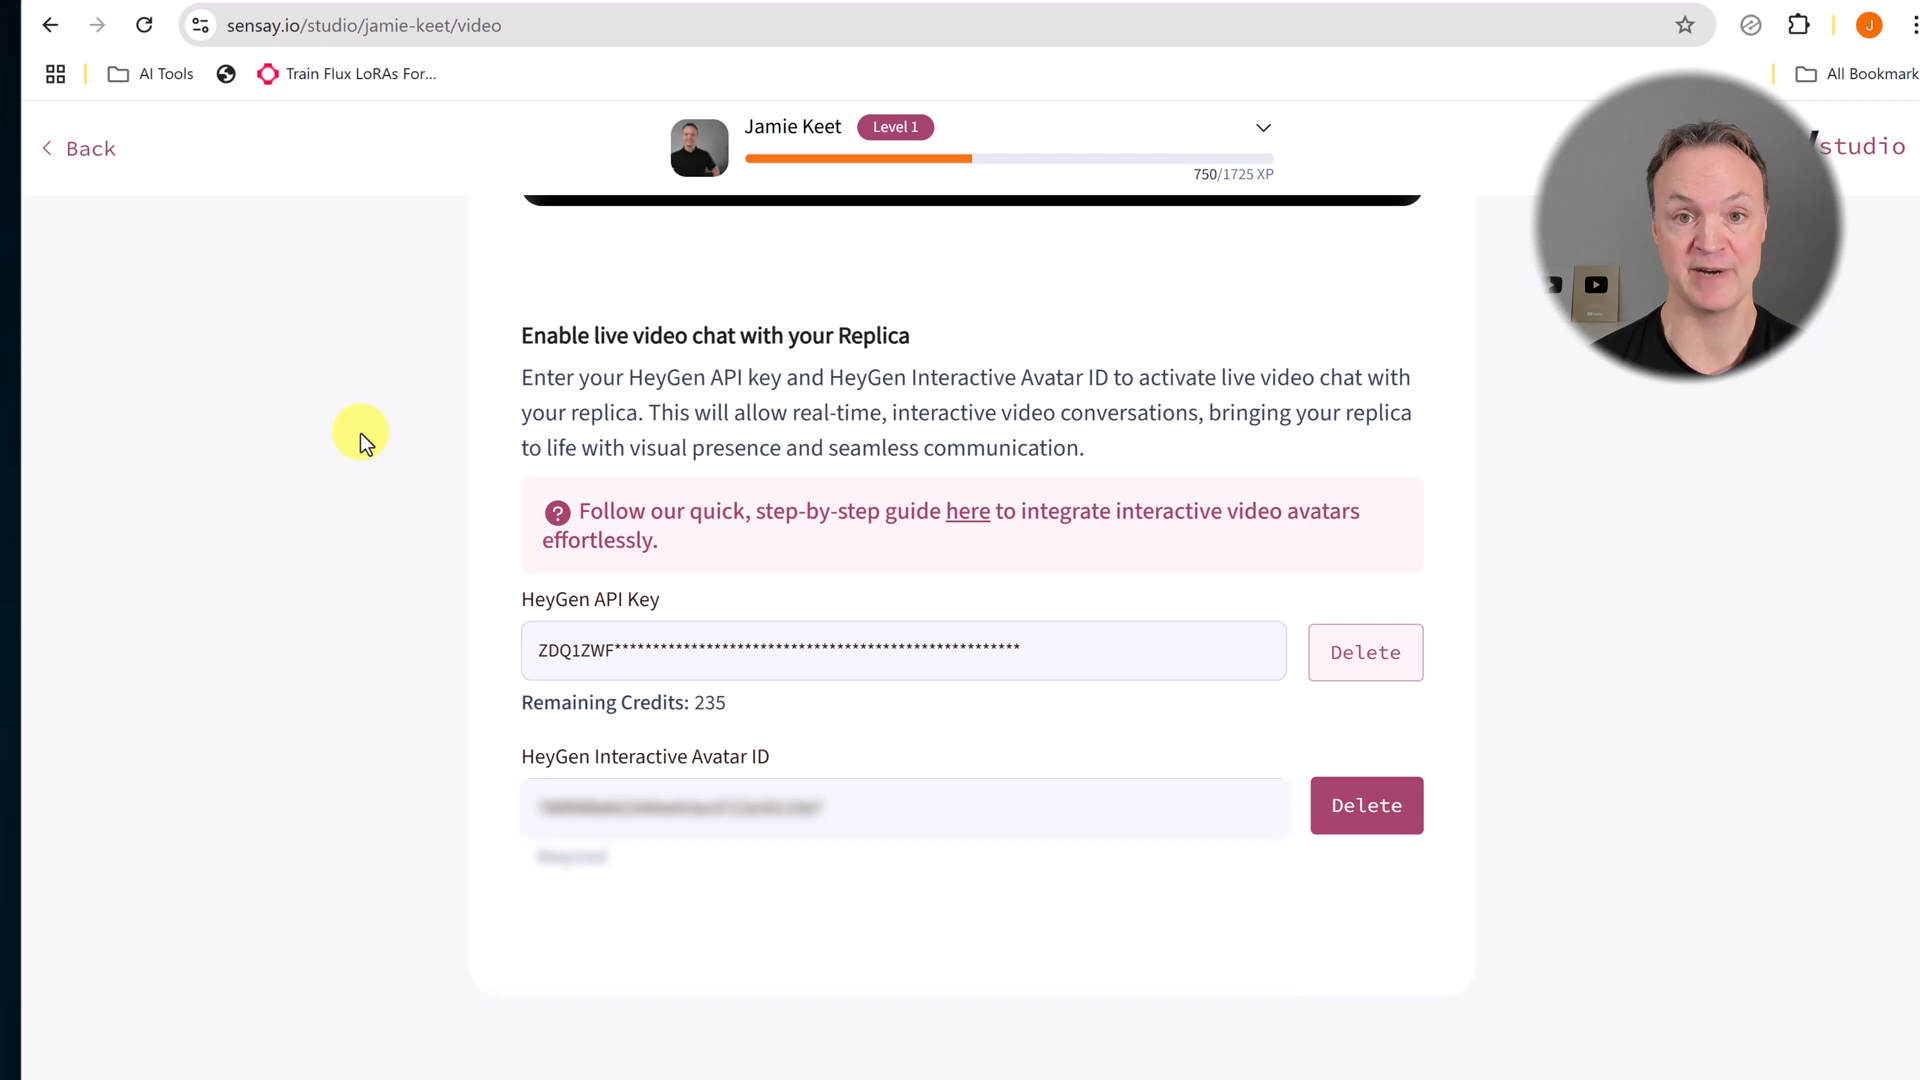 sensay.io/studio/jamie-keet/video
J
AI Tools
Train Flux LoRAs For...
All Bookmark
Back
Jamie Keet
Level 1
750/1725 XP
/studio
Enable live video chat with your Replica
Enter your HeyGen API key and HeyGen Interactive Avatar ID to activate live video chat with
your replica. This will allow real-time, interactive video conversations, bringing your replica
to life with visual presence and seamless communication.
? Follow our quick, step-by-step guide here to integrate interactive video avatars
effortlessly.
HeyGen API Key
ZDQ1ZWF*****************************************************
Delete
Remaining Credits: 235
HeyGen Interactive Avatar ID
Delete